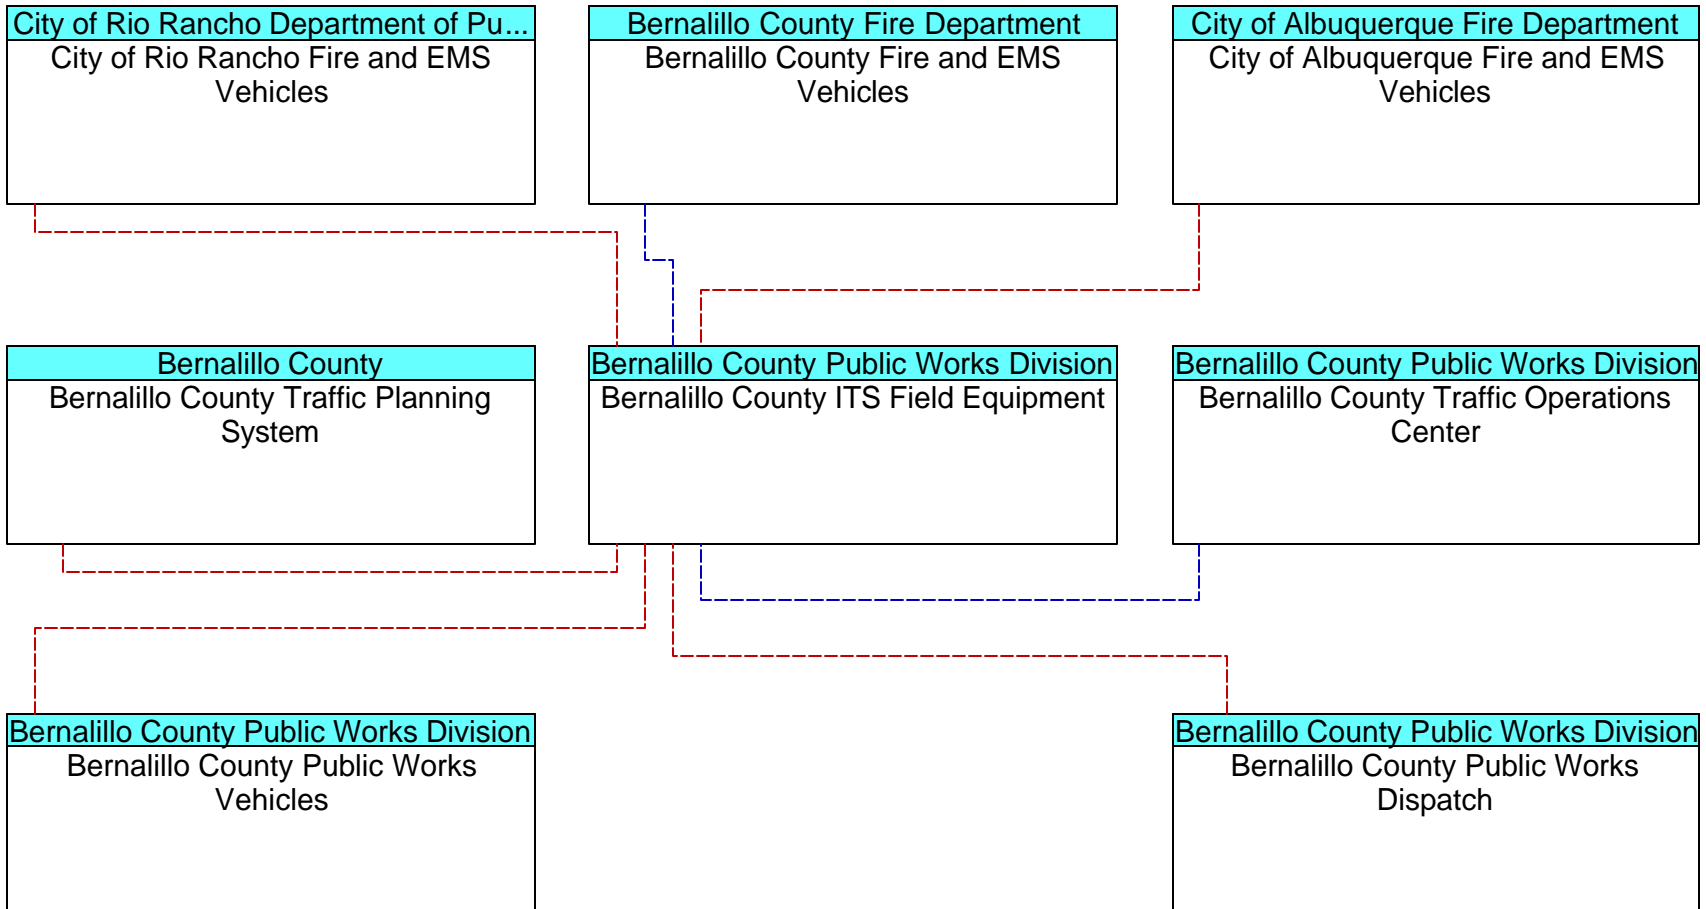 City of Rio Rancho Department of Pu...
City of Rio Rancho Fire and EMS
Vehicles
Bernalillo County Fire Department
Bernalillo County Fire and EMS
Vehicles
City of Albuquerque Fire Department
City of Albuquerque Fire and EMS
Vehicles
Bernalillo County
Bernalillo County Traffic Planning
System
Bernalillo County Public Works Division
Bernalillo County ITS Field Equipment
Bernalillo County Public Works Division
Bernalillo County Traffic Operations
Center
Bernalillo County Public Works Division
Bernalillo County Public Works
Vehicles
Bernalillo County Public Works Division
Bernalillo County Public Works
Dispatch